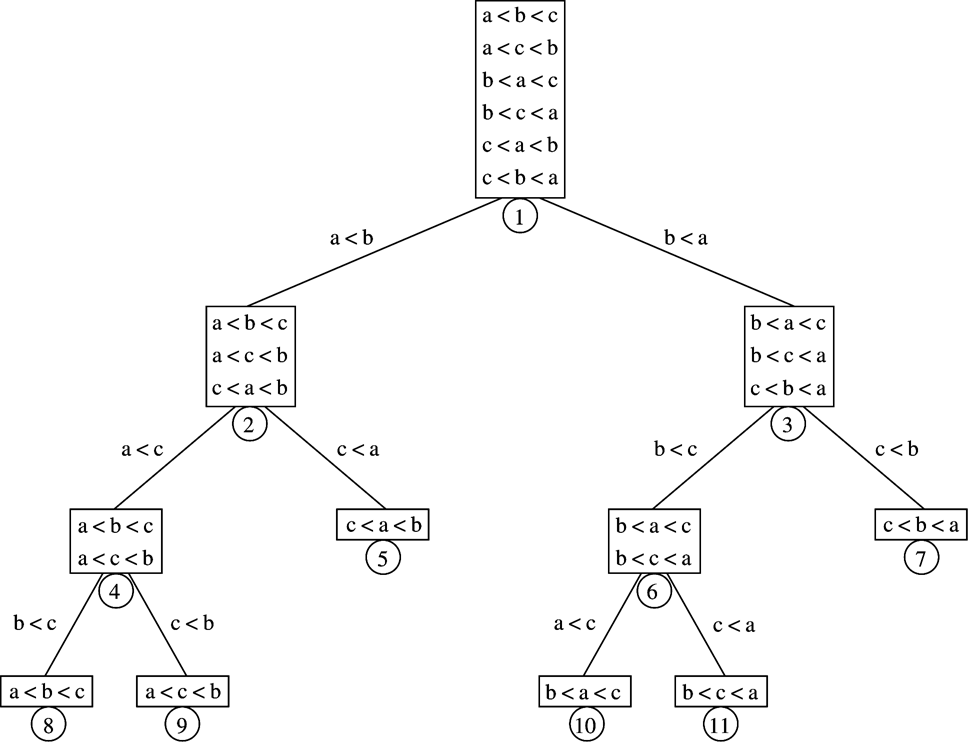 a < b < c
a < c < b
b < a < c
b < c < a
c < a < b
c < b < a
1
a < b
b < a
a < b < c
a < c < b
c < a < b
2
b < a < c
b < c < a
c < b < a
3
a < c
c < a
b < c
c < b
a < b < c
a < c < b
4
c < a < b
5
b < a < c
b < c < a
6
c < b < a
7
b < c
c < b
a < c
c < a
a < b < c
8
a < c < b
9
b < a < c
10
b < c < a
11